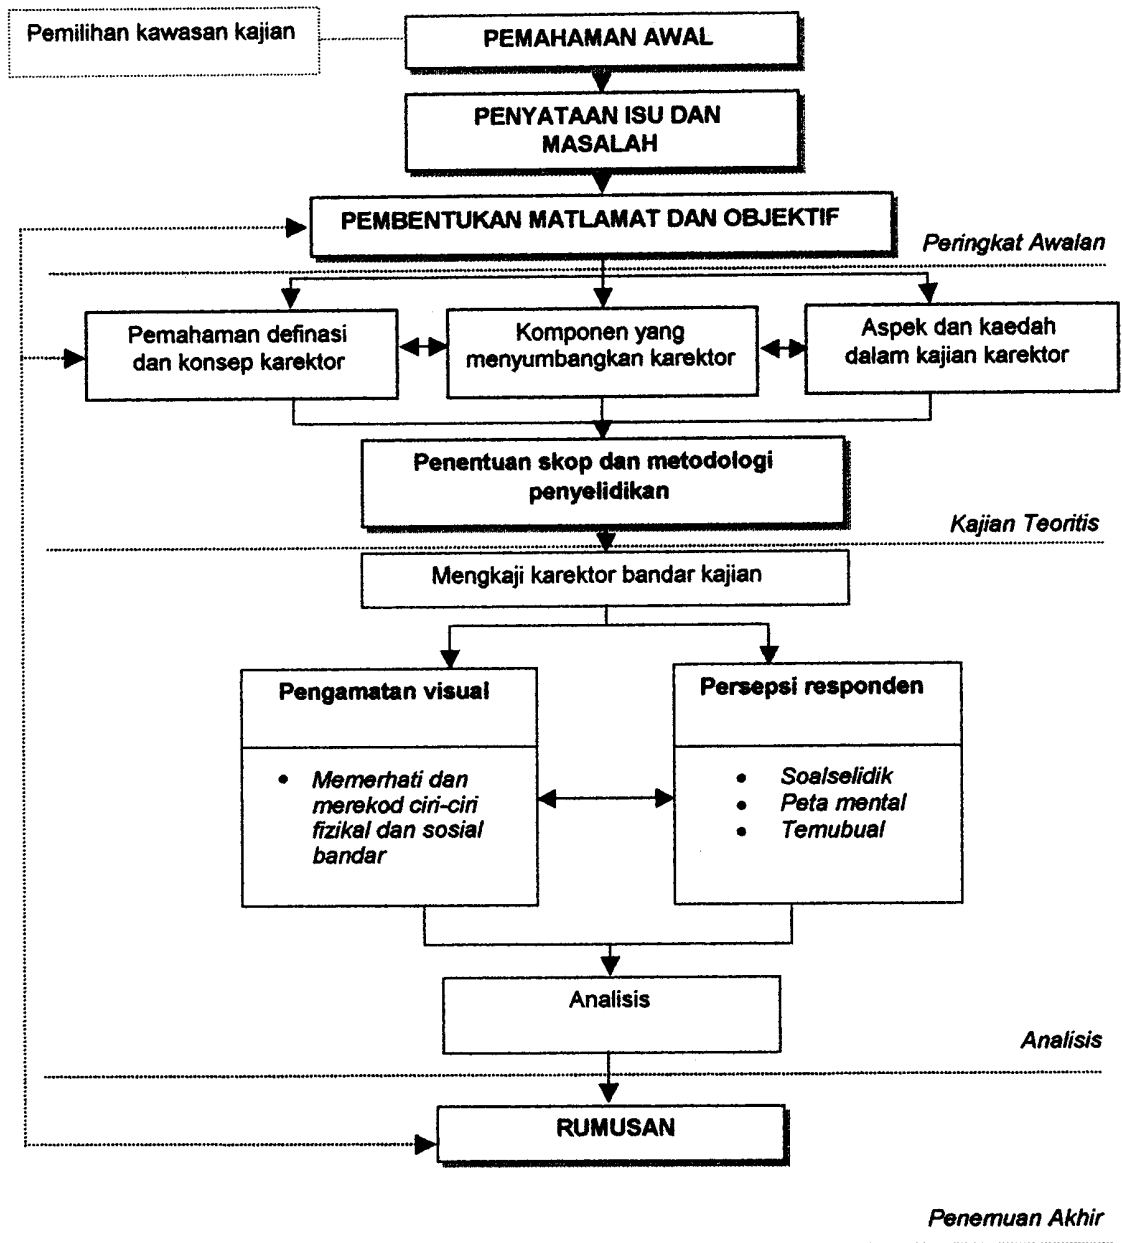 Pemilihan kawasan kajian
PEMAHAMAN AWAL
PENYATAAN ISU DAN
MASALAH
PEMBENTUKAN MATLAMAT DAN OBJEKTIF
Peringkat Awalan
Pemahaman definasi
dan konsep karektor
Komponen yang
menyumbangkan karektor
Aspek dan kaedah
dalam kajian karektor
Penentuan skop dan metodologi
penyelidikan
Kajian Teoritis
Mengkaji karektor bandar kajian
Pengamatan visual
• Memerhati dan
merekod ciri-ciri
fizikal dan sosial
bandar
Persepsi responden
• Soalselidik
• Peta mental
• Temubual
Analisis
Analisis
RUMUSAN
Penemuan Akhir